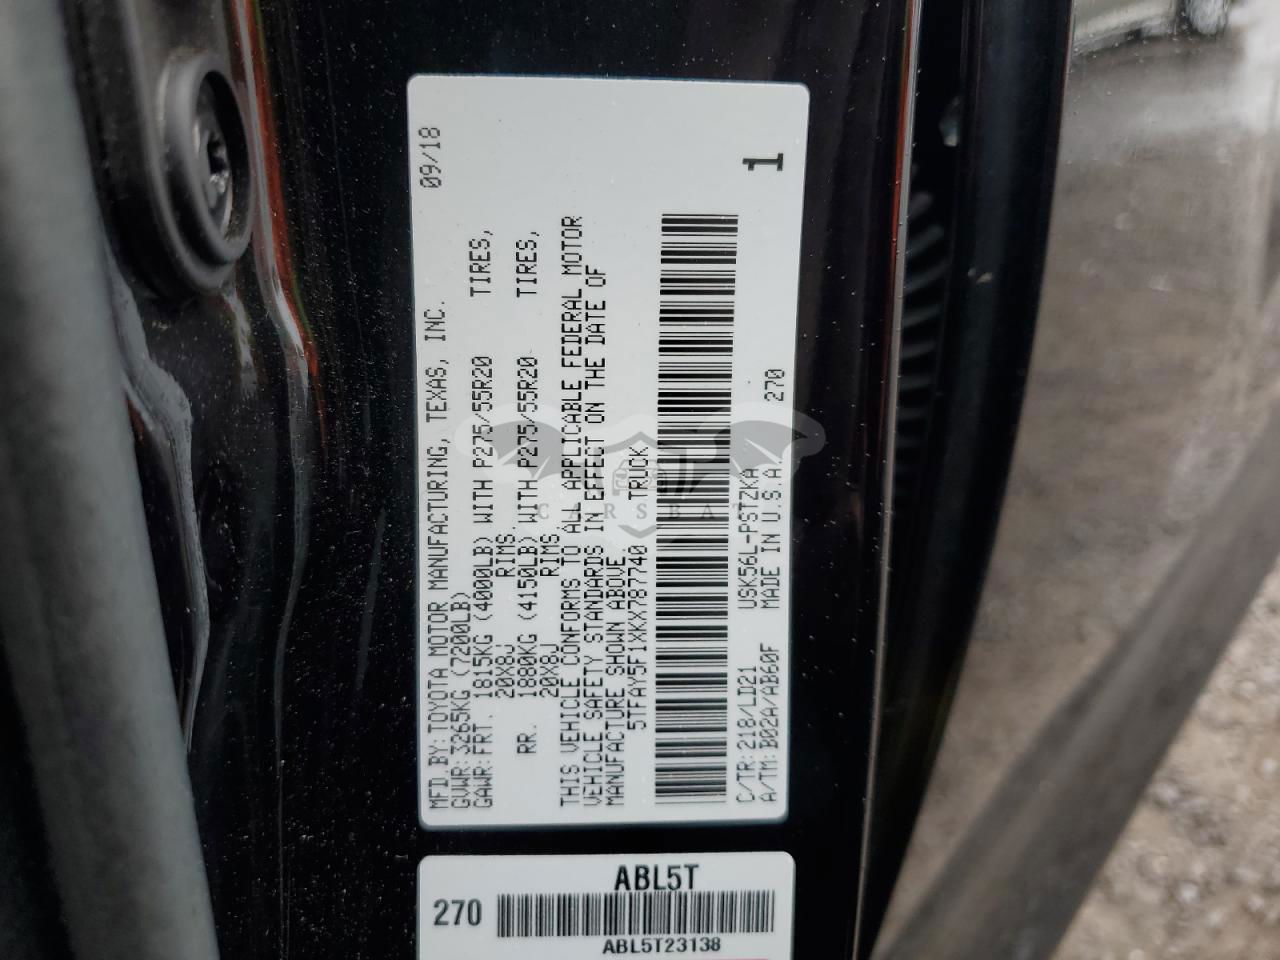 MFD BY: TOYOTA MOTOR MANUFACTURING, TEXAS, INC. 09/18
GVWR: 3265KG (7200LB)
GAWR: FRT. 1815KG (4000LB) WITH P275/55R20 TIRES,
20X8J RIMS.
RR. 1880KG (4150LB) WITH P275/55R20 TIRES,
20X8J RIMS.
THIS VEHICLE CONFORMS TO ALL APPLICABLE FEDERAL MOTOR
VEHICLE SAFETY STANDARDS IN EFFECT ON THE DATE OF
MANUFACTURE SHOWN ABOVE.
5TFAY5F1XKX787740 TRUCK
1
C/TR: 218/LD21 USK56L-PSTZKA
A/TM: B02A/AB60F MADE IN U.S.A. 270
CARSBAT
ABL5T
270
ABL5T23138